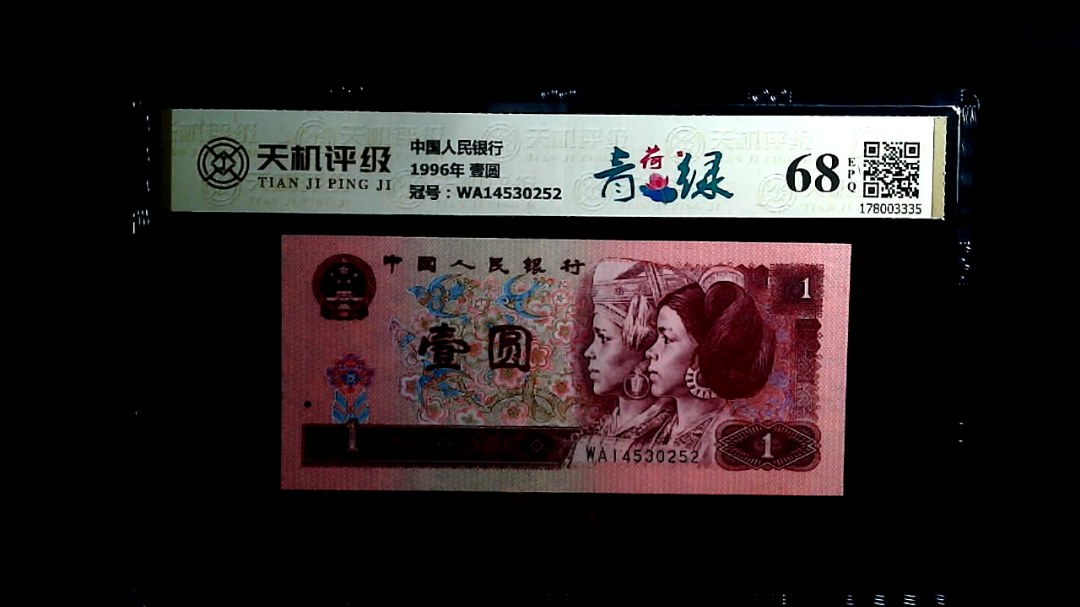 天机评级
TIAN JI PING JI
中国人民银行
1996年 壹圆
冠号：WA14530252
青荷绿
68
EPQ
178003335
中国人民银行
1
壹圆
1
WA14530252
1